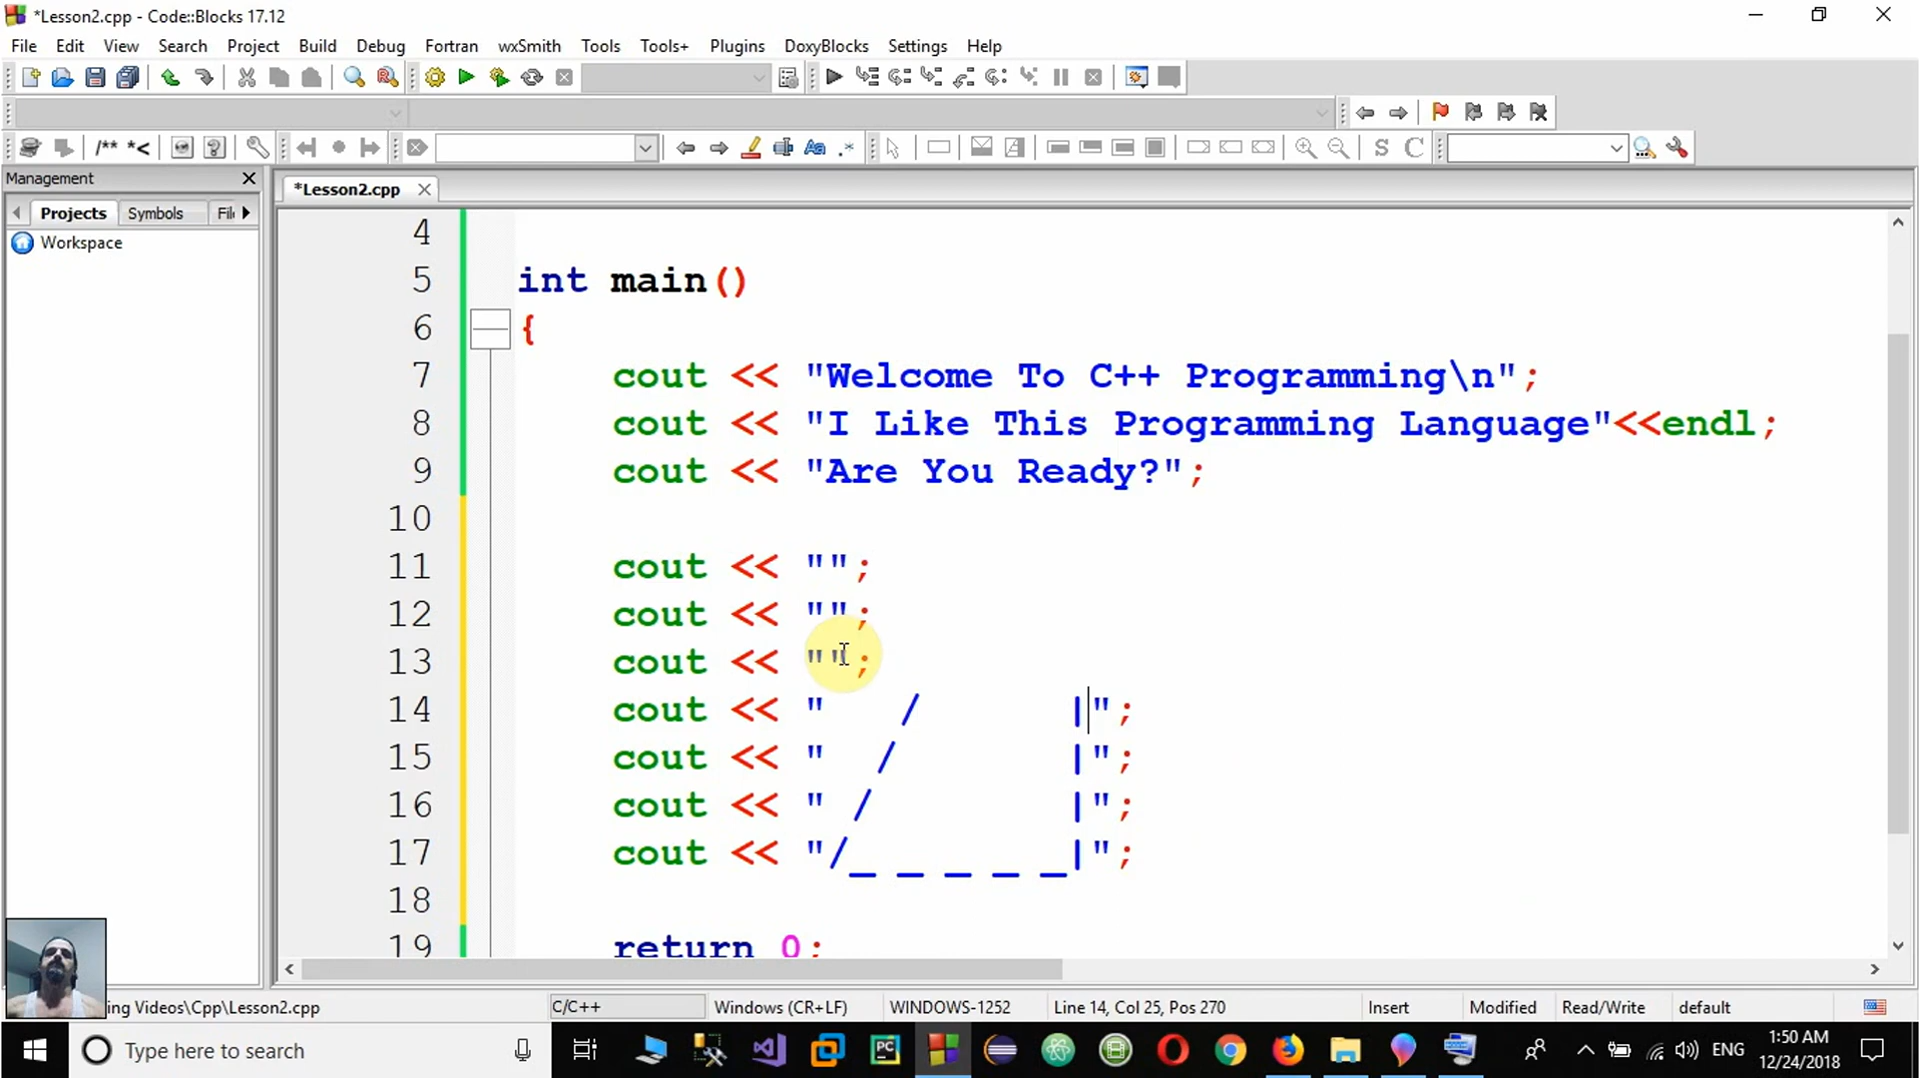 *Lesson2.cpp - Code::Blocks 17.12
File Edit View Search Project Build Debug Fortran wxSmith Tools Tools+ Plugins DoxyBlocks Settings Help
/** *<
S C
Management
*Lesson2.cpp
Projects Symbols Fil
Workspace
4
5 int main()
6 {
7     cout << "Welcome To C++ Programming\n";
8     cout << "I Like This Programming Language"<<endl;
9     cout << "Are You Ready?";
10
11     cout << "";
12     cout << "";
13     cout << "";
14     cout << "   /      |";
15     cout << "  /       |";
16     cout << " /        |";
17     cout << "/_ _ _ _ _|";
18
19     return 0;
ing Videos\Cpp\Lesson2.cpp C/C++ Windows (CR+LF) WINDOWS-1252 Line 14, Col 25, Pos 270 Insert Modified Read/Write default
Type here to search
PC
ENG
1:50 AM
12/24/2018